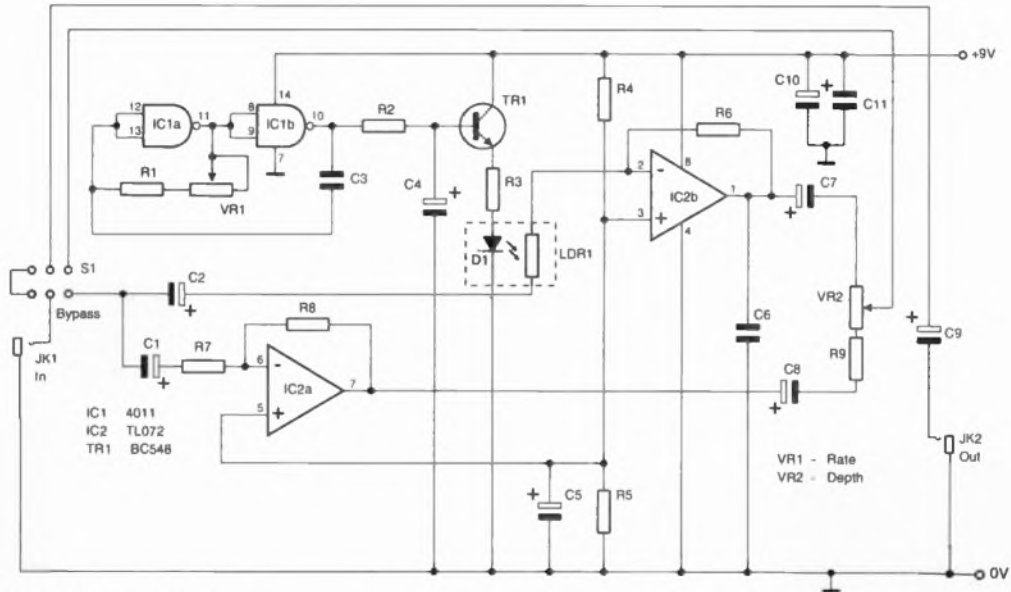 +9V
C10
+
C11
14
TR1
R4
R6
12
13
11
8
9
10
IC1a
IC1b
R2
7
R1
VR1
C3
C4
+
R3
D1
LDR1
2
-
3
+
8
IC2b
1
4
C7
+
S1
Bypass
C2
+
VR2
C6
R9
C9
+
JK1
In
C1
+
R7
R8
6
-
5
+
IC2a
7
C8
+
IC1 4011
IC2 TL072
TR1 BC548
VR1 - Rate
VR2 - Depth
JK2
Out
C5
+
R5
0V